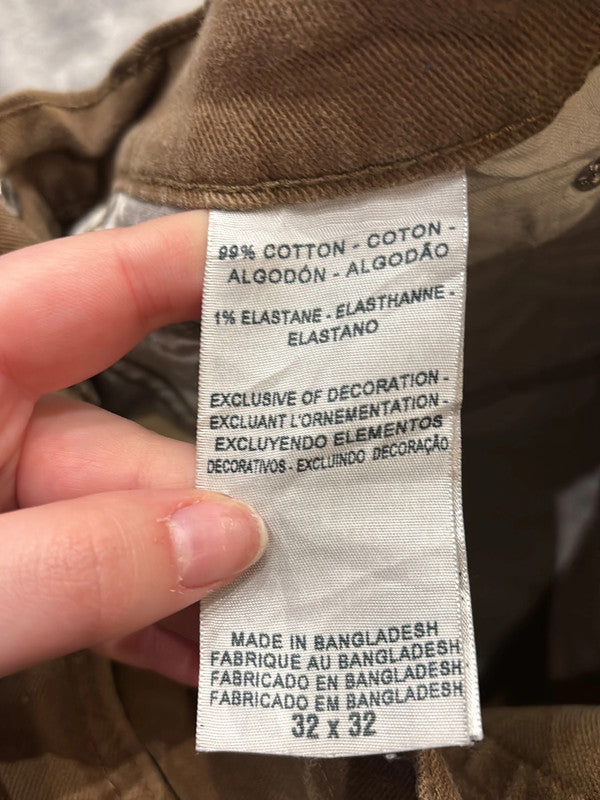 99% COTTON - COTON -
ALGODÓN - ALGODÃO
1% ELASTANE - ELASTHANNE -
ELASTANO
EXCLUSIVE OF DECORATION -
EXCLUANT L'ORNEMENTATION -
EXCLUYENDO ELEMENTOS
DECORATIVOS - EXCLUINDO DECORAÇÃO
MADE IN BANGLADESH
FABRIQUE AU BANGLADESH
FABRICADO EN BANGLADESH
FABRICADO EM BANGLADESH
32 x 32